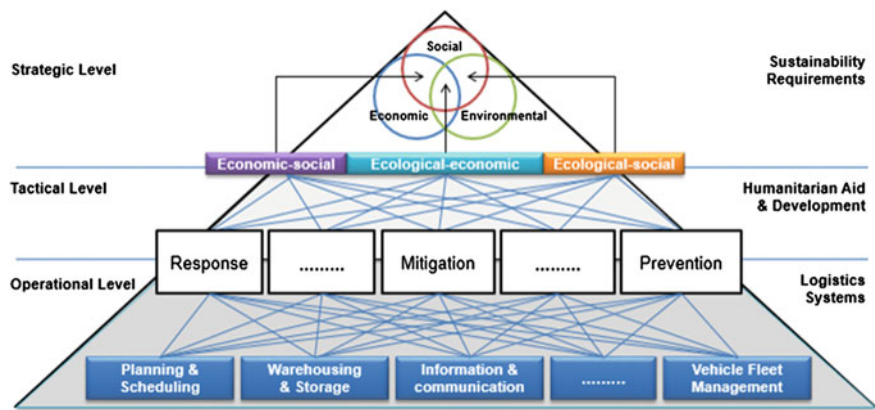 Strategic Level
Social
Economic
Environmental
Sustainability
Requirements
Economic-social
Ecological-economic
Ecological-social
Tactical Level
Humanitarian Aid
& Development
Response
.........
Mitigation
.........
Prevention
Operational Level
Logistics
Systems
Planning &
Scheduling
Warehousing
& Storage
Information &
communication
.........
Vehicle Fleet
Management